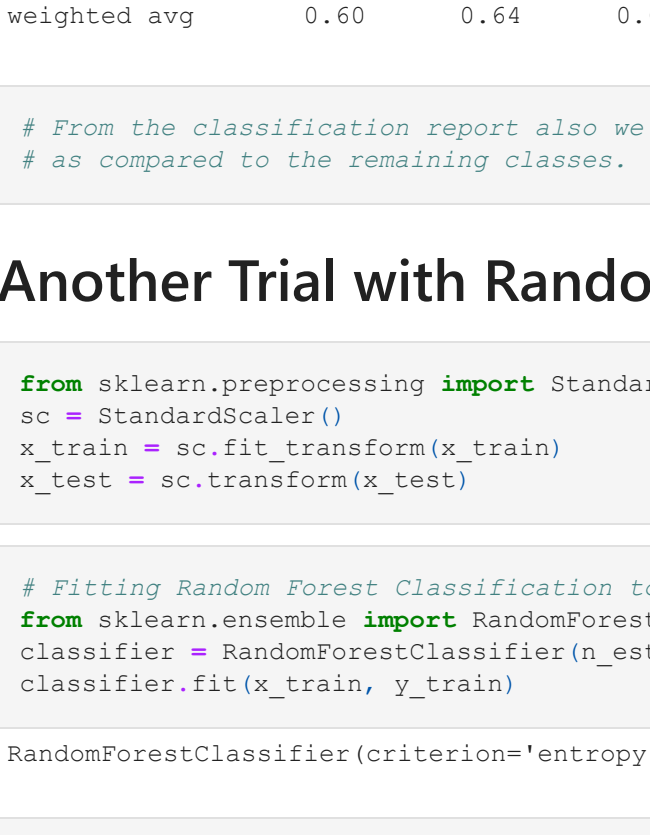 weighted avg 0.60 0.64 0.
# From the classification report also we
# as compared to the remaining classes.
Another Trial with Rando
from sklearn.preprocessing import Standar
sc = StandardScaler()
x_train = sc.fit_transform(x_train)
x_test = sc.transform(x_test)
# Fitting Random Forest Classification to
from sklearn.ensemble import RandomForest
classifier = RandomForestClassifier(n_est
classifier.fit(x_train, y_train)
RandomForestClassifier(criterion='entropy